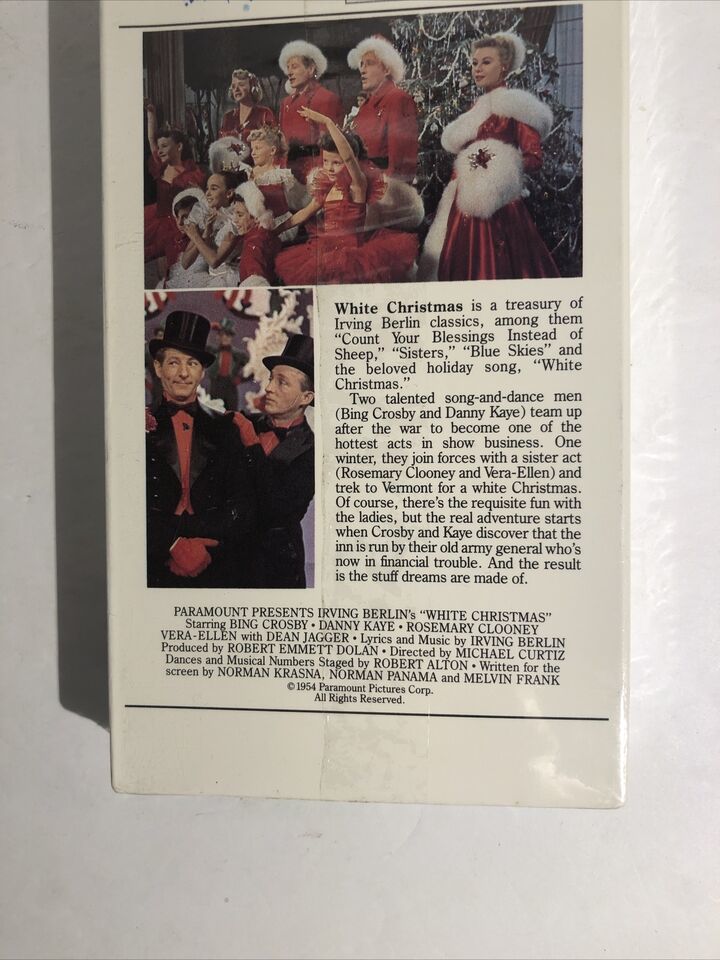 White Christmas is a treasury of
Irving Berlin classics, among them
“Count Your Blessings Instead of
Sheep,” “Sisters,” “Blue Skies” and
the beloved holiday song, “White
Christmas.”
Two talented song-and-dance men
(Bing Crosby and Danny Kaye) team up
after the war to become one of the
hottest acts in show business. One
winter, they join forces with a sister act
(Rosemary Clooney and Vera-Ellen) and
trek to Vermont for a white Christmas.
Of course, there’s the requisite fun with
the ladies, but the real adventure starts
when Crosby and Kaye discover that the
inn is run by their old army general who’s
now in financial trouble. And the result
is the stuff dreams are made of.
PARAMOUNT PRESENTS IRVING BERLIN’s “WHITE CHRISTMAS”
Starring BING CROSBY • DANNY KAYE • ROSEMARY CLOONEY
VERA-ELLEN with DEAN JAGGER • Lyrics and Music by IRVING BERLIN
Produced by ROBERT EMMETT DOLAN • Directed by MICHAEL CURTIZ
Dances and Musical Numbers Staged by ROBERT ALTON • Written for the
screen by NORMAN KRASNA, NORMAN PANAMA and MELVIN FRANK
© 1954 Paramount Pictures Corp.
All Rights Reserved.